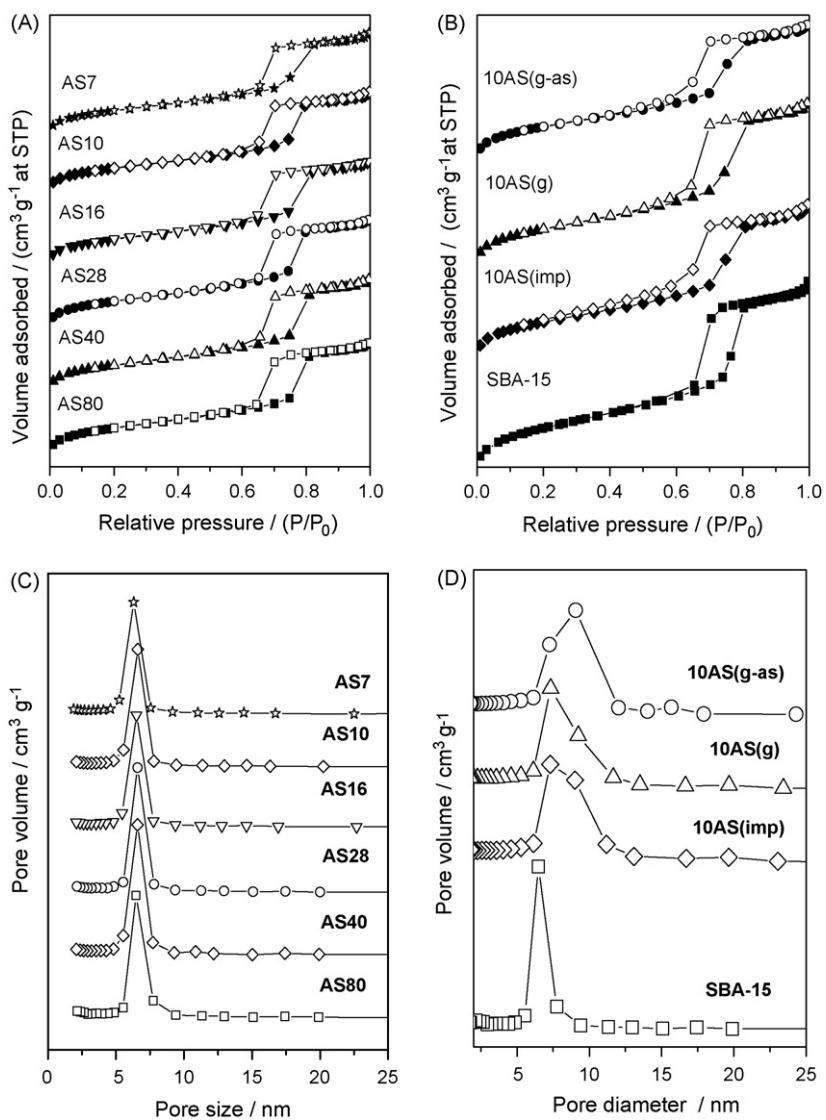 (A)
AS7
AS10
AS16
AS28
AS40
AS80
Volume adsorbed / (cm³ g⁻¹ at STP)
0.0 0.2 0.4 0.6 0.8 1.0
Relative pressure / (P/P₀)
(B)
10AS(g-as)
10AS(g)
10AS(imp)
SBA-15
Volume adsorbed / (cm³ g⁻¹ at STP)
0.0 0.2 0.4 0.6 0.8 1.0
Relative pressure / (P/P₀)
(C)
AS7
AS10
AS16
AS28
AS40
AS80
Pore volume / cm³ g⁻¹
0 5 10 15 20 25
Pore size / nm
(D)
10AS(g-as)
10AS(g)
10AS(imp)
SBA-15
Pore volume / cm³ g⁻¹
5 10 15 20 25
Pore diameter / nm